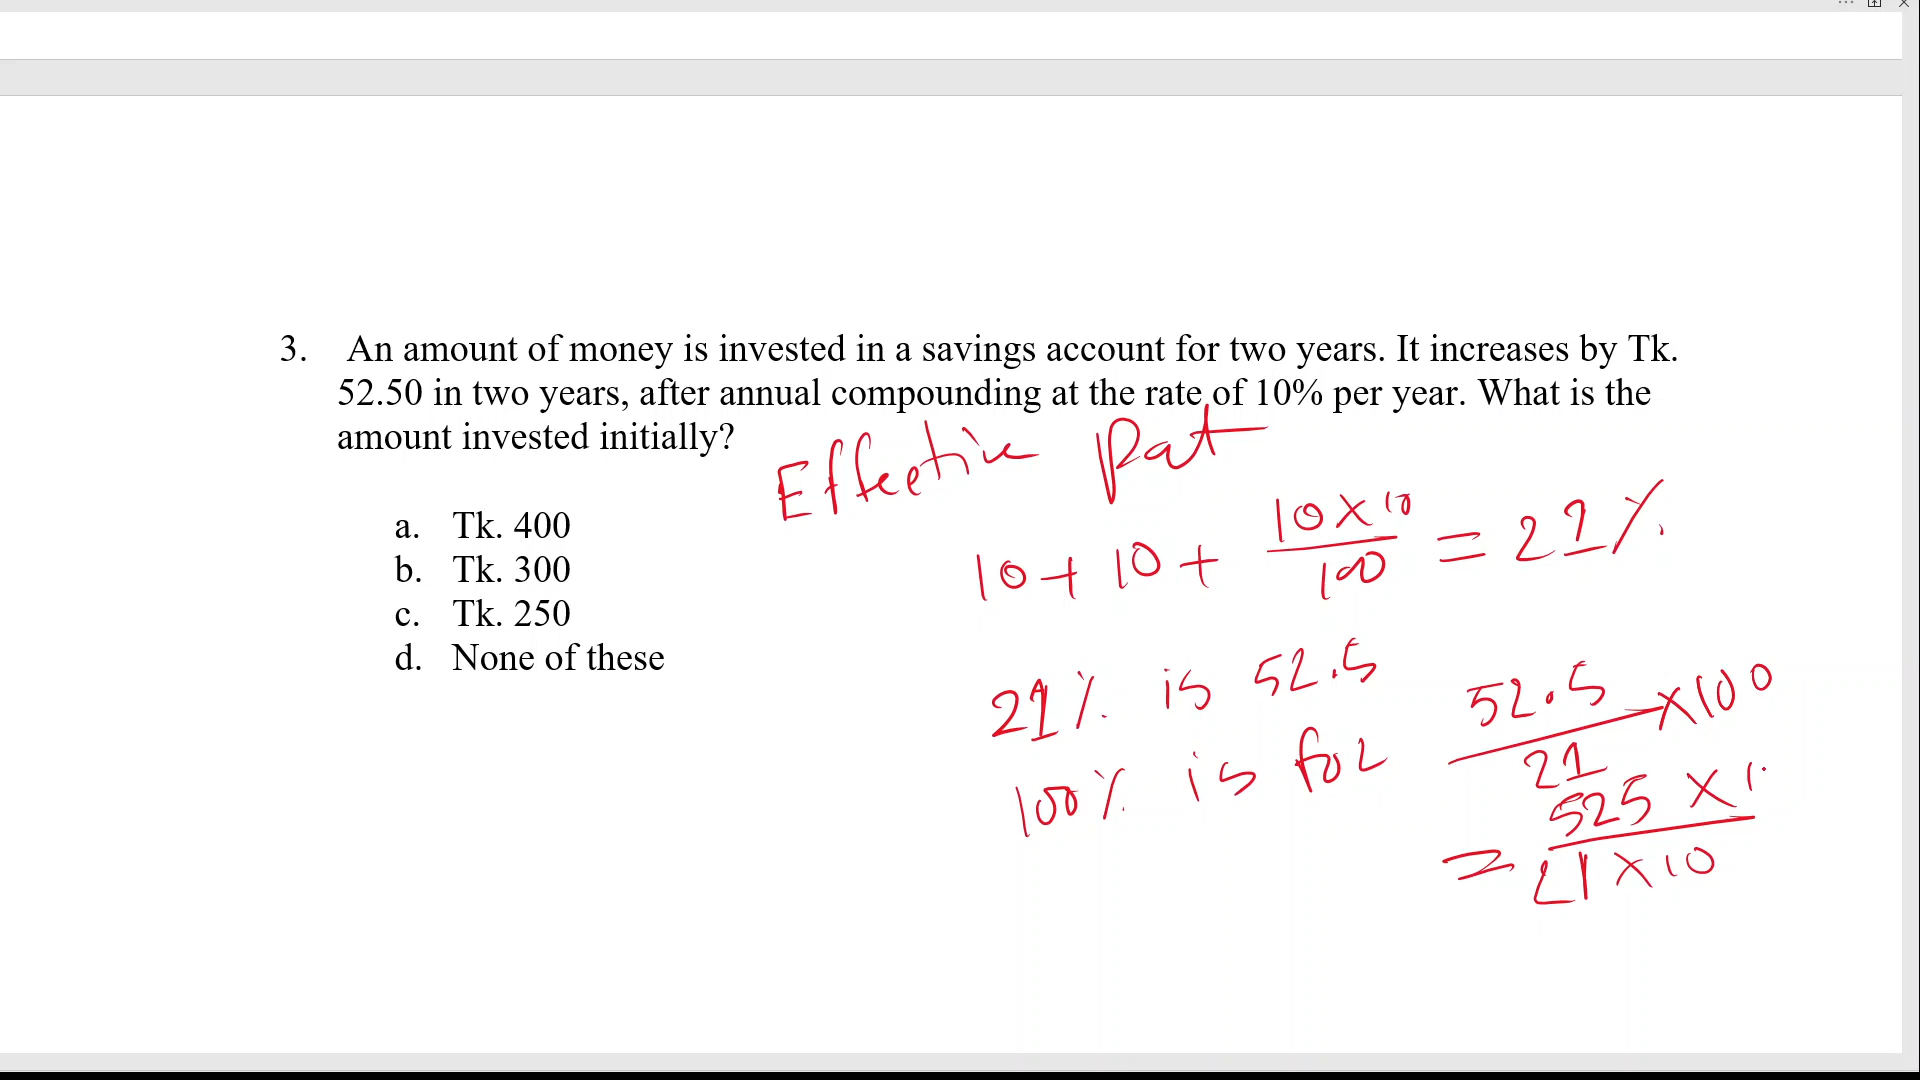 3. An amount of money is invested in a savings account for two years. It increases by Tk.
52.50 in two years, after annual compounding at the rate of 10% per year. What is the
amount invested initially?
Effective Rat
a. Tk. 400
b. Tk. 300
c. Tk. 250
d. None of these
10 + 10 + 10 × 10 / 100 = 21%
21% is 52.5
100% is for 52.5 / 21 × 100
= 525 × 1 / 21 × 10